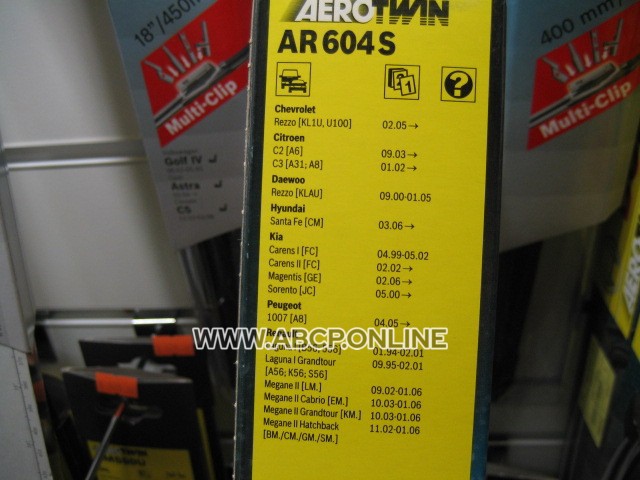 AEROTWIN
AR 604 S
Chevrolet
Rezzo [KL1U, U100] 02.05→
Citroen
C2 [A6] 09.03→
C3 [A31; A8] 01.02→
Daewoo
Rezzo [KLAU) 09.00-01.05
Hyundai
Santa Fe [CM] 03.06→
Kia
Carens I [FC] 04.99-05.02
Carens II [FC] 02.02→
Magentis [GE] 02.06→
Sorento [JC] 05.00→
Peugeot
1007 [A8] 04.05→
WWW.ABCP.ONLINE
01.94-02.01
Laguna I Grandtour 09.95-02.01
[A56; K56; S56]
Megane II [LM.] 09.02-01.06
Megane II Cabrio [EM.] 10.03-01.06
Megane II Grandtour [KM.] 10.03-01.06
Megane II Hatchback 11.02-01.06
[BM./CM./GM./SM.]
18"/450
Multi-Clip
Golf IV
Astra
C5
400 mm/
Multi-Clip
TWIN